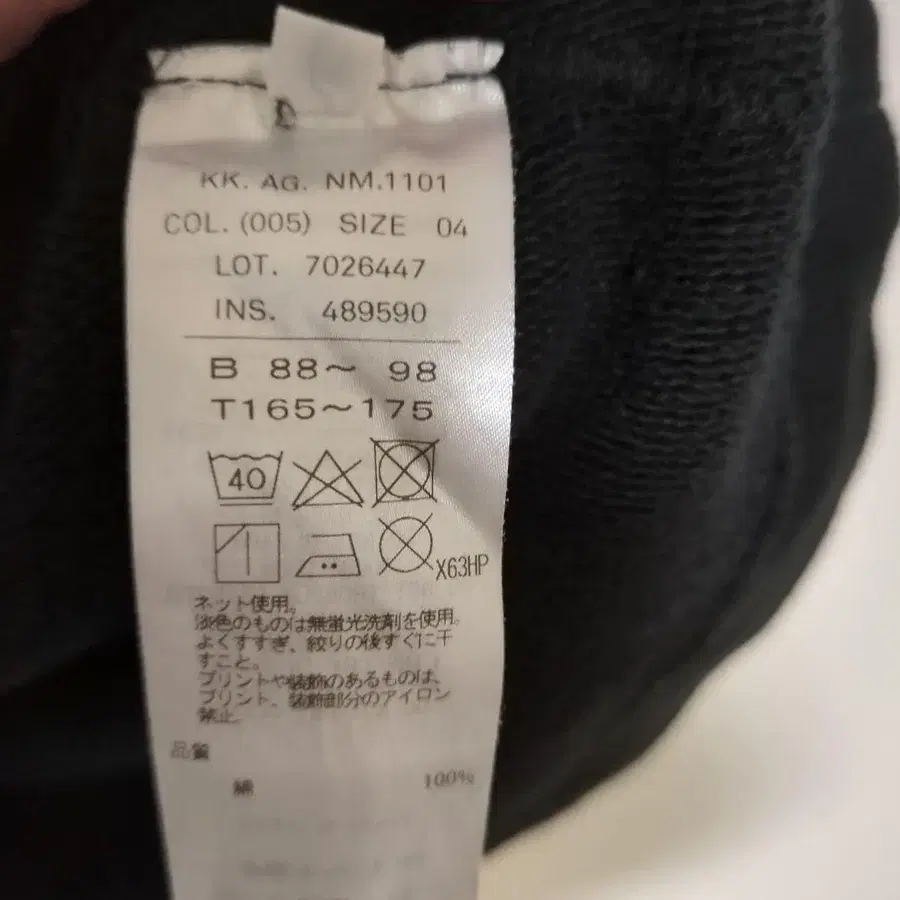 KK. AG. NM.1101
COL. (005) SIZE 04
LOT. 7026447
INS. 489590
B 88～ 98
T165～175
40
X63HP
ネット使用。
淡色のものは無蛍光洗剤を使用。
よくすすぎ、絞りの後すぐに干
すこと。
プリントや装飾のあるものは、
プリント、装飾部分のアイロン
禁止。
品質
綿 100%